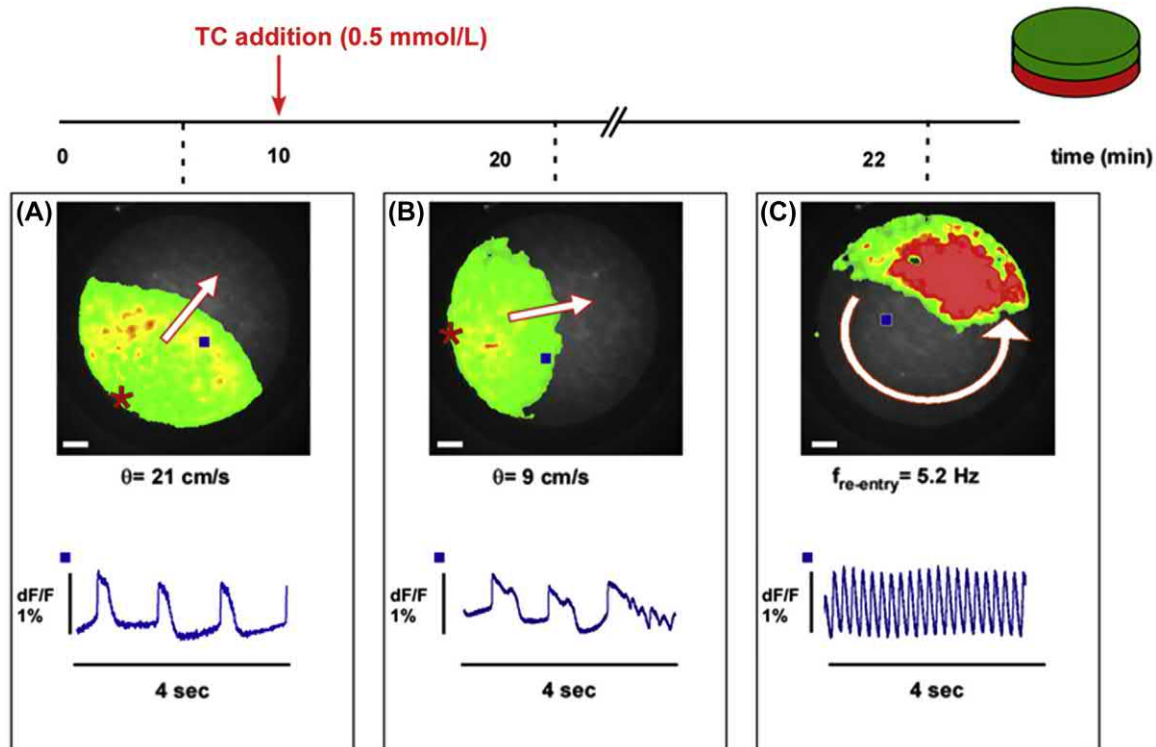 TC addition (0.5 mmol/L)
0 10 20 22 time (min)
(A) (B) (C)
θ= 21 cm/s θ= 9 cm/s fre-entry= 5.2 Hz
dF/F dF/F dF/F
1% 1% 1%
4 sec 4 sec 4 sec